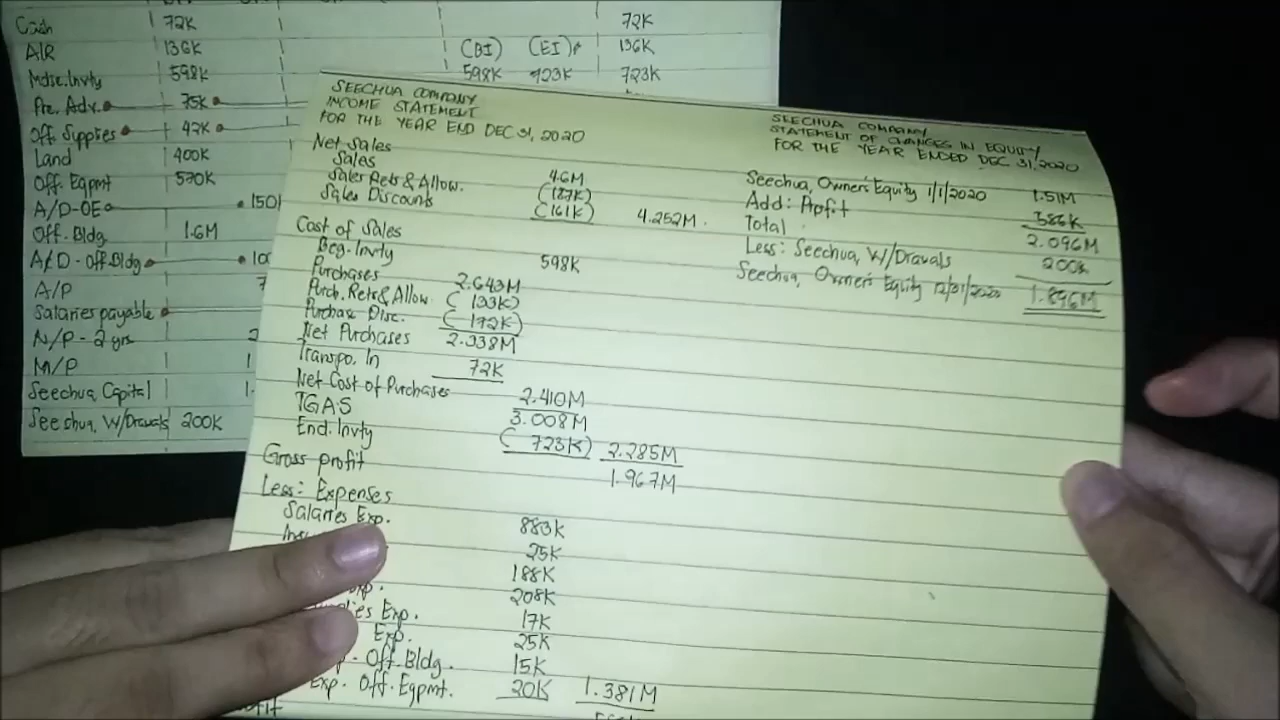 Cash 72K 72K
A/R 136K (BI) (EI) 136K
Mdse. Invty 598K 598K 723K 723K
Pre. Adv. 75K
Off. Supplies 42K
Land 400K
Off. Eqpmt 570K
A/D-OE 150
Off. Bldg 1.6M
A/D - Off. Bldg
A/P
Salaries payable
N/P - 2 yrs
M/P
Seechua Capital
Seechua, W/Drawals 200K
SEECHUA COMPANY
INCOME STATEMENT
FOR THE YEAR END DEC 31, 2020
Net Sales
Sales 4.6M
Sales Rets & Allow. (187K)
Sales Discounts (161K) 4.252M
Cost of Sales
Beg. Invty 598K
Purchases 2.643M
Purch. Rets & Allow. (133K)
Purchase Disc. (172K)
Net Purchases 2.338M
Transpo. In 72K
Net Cost of Purchases 2.410M
TGAS 3.008M
End. Invty (723K) 2.285M
Gross profit 1.967M
Less: Expenses
Salaries Exp. 883K
25K
188K
Exp. 208K
Exp. 17K
Exp. 25K
- Off. Bldg. 15K
Exp. Off. Eqpmt. 20K 1.381M
SEECHUA COMPANY
STATEMENT OF CHANGES IN EQUITY
FOR THE YEAR ENDED DEC 31, 2020
Seechua, Owner's Equity 1/1/2020 1.51M
Add: Profit 586K
Total 2.096M
Less: Seechua, W/Drawals 200K
Seechua, Owner's Equity 12/31/2020 1.896M